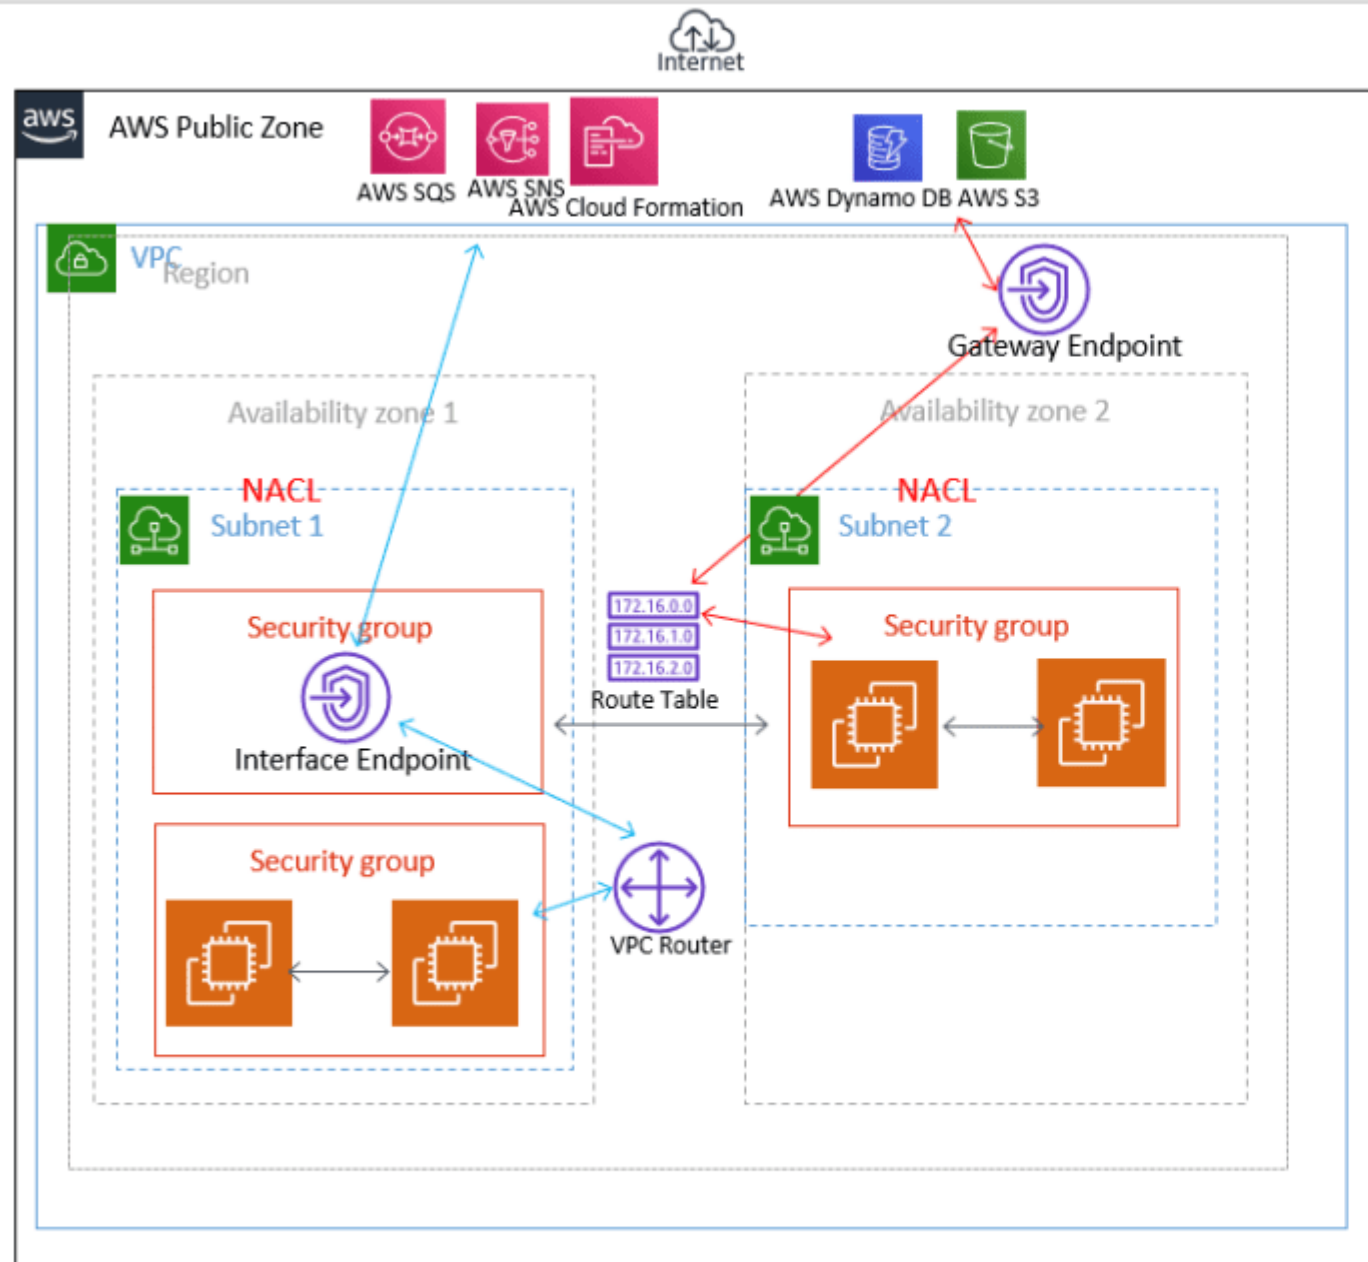 Internet
aws
AWS Public Zone
AWS SQS
AWS SNS
AWS Cloud Formation
AWS Dynamo DB
AWS S3
VPC
Region
Gateway Endpoint
Availability zone 1
Availability zone 2
NACL
Subnet 1
NACL
Subnet 2
Security group
Interface Endpoint
172.16.0.0
172.16.1.0
172.16.2.0
Route Table
Security group
Security group
VPC Router